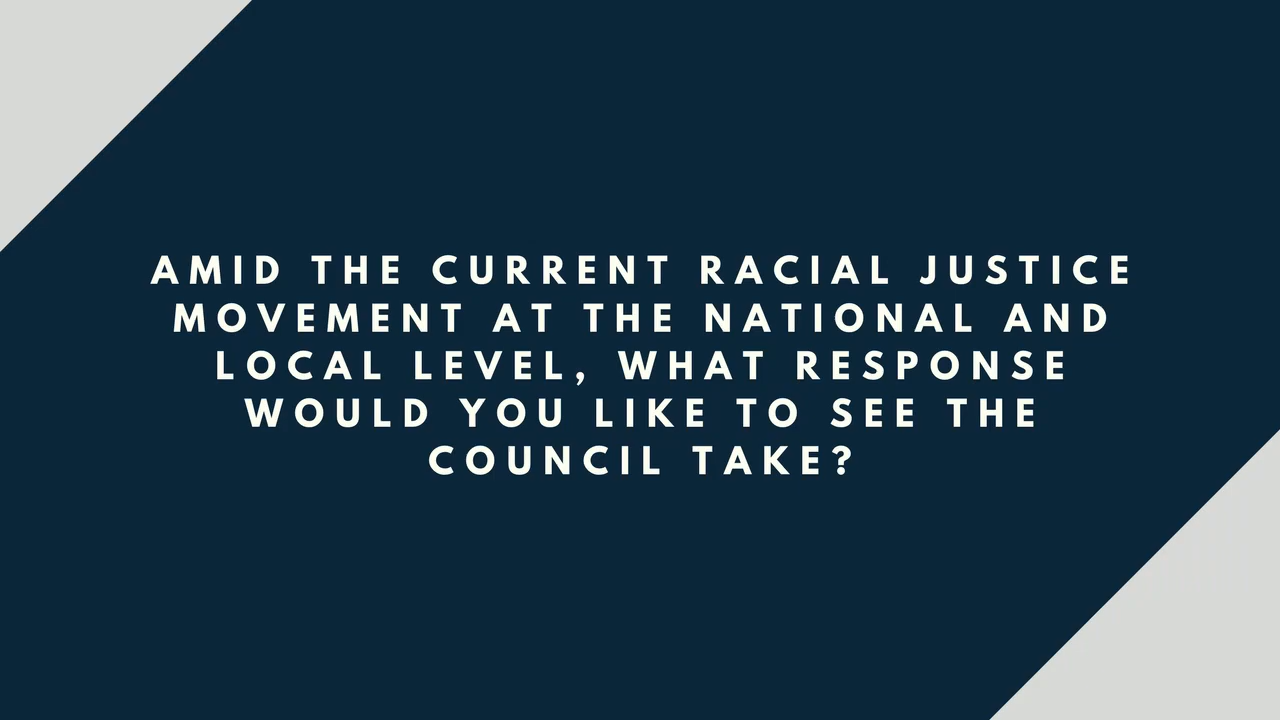 AMID THE CURRENT RACIAL JUSTICE
MOVEMENT AT THE NATIONAL AND
LOCAL LEVEL, WHAT RESPONSE
WOULD YOU LIKE TO SEE THE
COUNCIL TAKE?